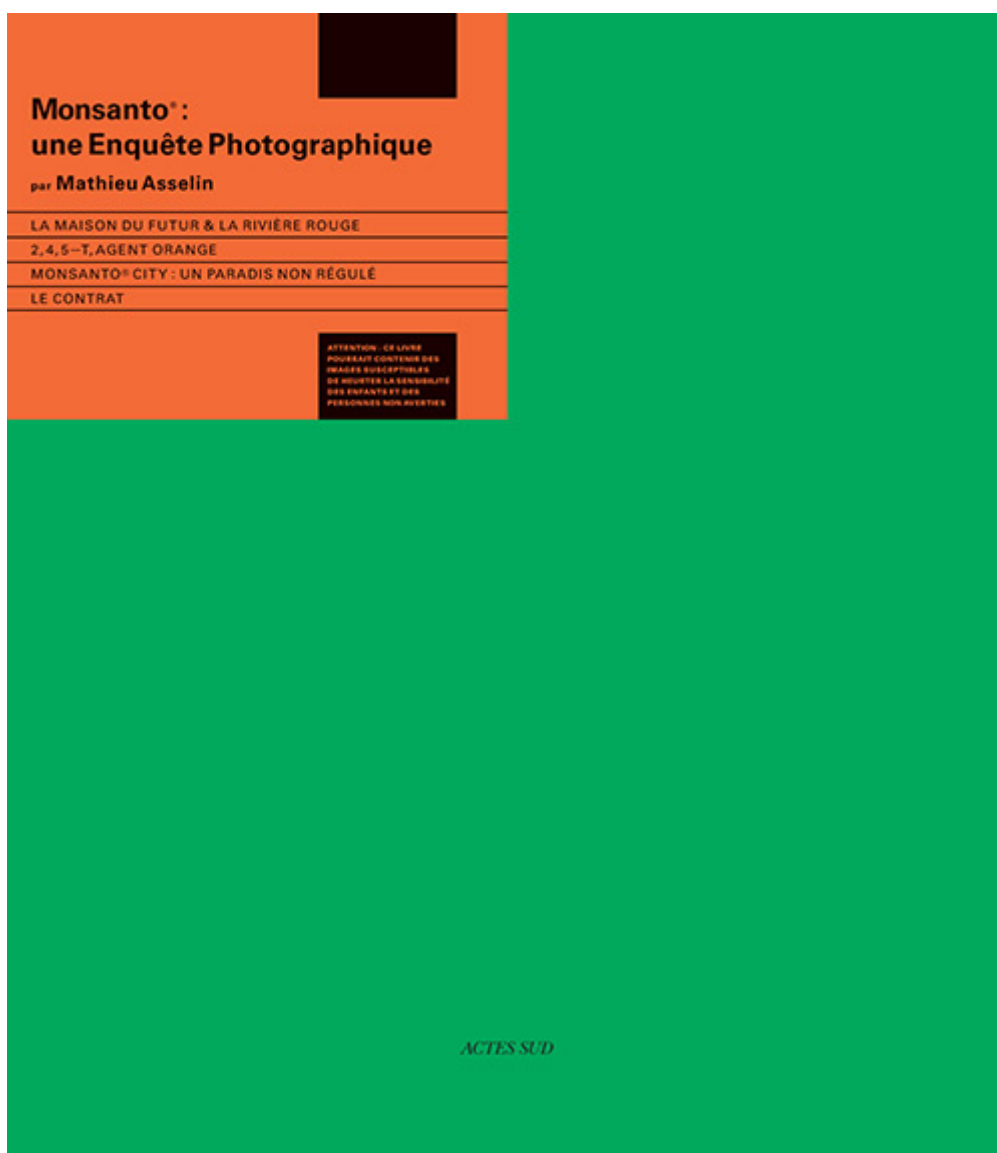 Monsanto® :
une Enquête Photographique
par Mathieu Asselin
LA MAISON DU FUTUR & LA RIVIÈRE ROUGE
2,4,5–T, AGENT ORANGE
MONSANTO® CITY : UN PARADIS NON RÉGULÉ
LE CONTRAT
ATTENTION : CE LIVRE
POURRAIT CONTENIR DES
IMAGES SUSCEPTIBLES
DE HEURTER LA SENSIBILITÉ
DES ENFANTS ET DES
PERSONNES NON AVERTIES
ACTES SUD